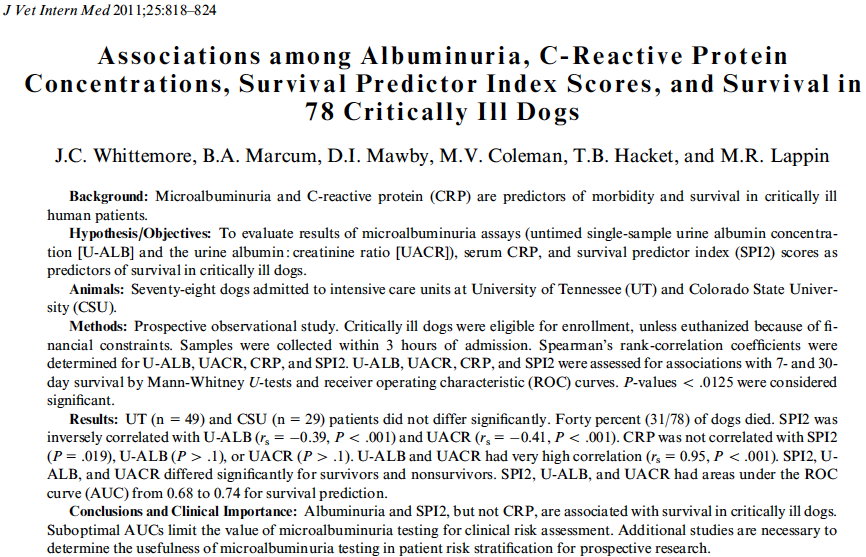 J Vet Intern Med 2011;25:818–824
Associations among Albuminuria, C-Reactive Protein
Concentrations, Survival Predictor Index Scores, and Survival in
78 Critically Ill Dogs
J.C. Whittemore, B.A. Marcum, D.I. Mawby, M.V. Coleman, T.B. Hacket, and M.R. Lappin
Background: Microalbuminuria and C-reactive protein (CRP) are predictors of morbidity and survival in critically ill
human patients.
Hypothesis/Objectives: To evaluate results of microalbuminuria assays (untimed single-sample urine albumin concentra-
tion [U-ALB] and the urine albumin : creatinine ratio [UACR]), serum CRP, and survival predictor index (SPI2) scores as
predictors of survival in critically ill dogs.
Animals: Seventy-eight dogs admitted to intensive care units at University of Tennessee (UT) and Colorado State Univer-
sity (CSU).
Methods: Prospective observational study. Critically ill dogs were eligible for enrollment, unless euthanized because of fi-
nancial constraints. Samples were collected within 3 hours of admission. Spearman's rank-correlation coefficients were
determined for U-ALB, UACR, CRP, and SPI2. U-ALB, UACR, CRP, and SPI2 were assessed for associations with 7- and 30-
day survival by Mann-Whitney U-tests and receiver operating characteristic (ROC) curves. P-values < .0125 were considered
significant.
Results: UT (n = 49) and CSU (n = 29) patients did not differ significantly. Forty percent (31/78) of dogs died. SPI2 was
inversely correlated with U-ALB (rs = −0.39, P < .001) and UACR (rs = −0.41, P < .001). CRP was not correlated with SPI2
(P = .019), U-ALB (P > .1), or UACR (P > .1). U-ALB and UACR had very high correlation (rs = 0.95, P < .001). SPI2, U-
ALB, and UACR differed significantly for survivors and nonsurvivors. SPI2, U-ALB, and UACR had areas under the ROC
curve (AUC) from 0.68 to 0.74 for survival prediction.
Conclusions and Clinical Importance: Albuminuria and SPI2, but not CRP, are associated with survival in critically ill dogs.
Suboptimal AUCs limit the value of microalbuminuria testing for clinical risk assessment. Additional studies are necessary to
determine the usefulness of microalbuminuria testing in patient risk stratification for prospective research.